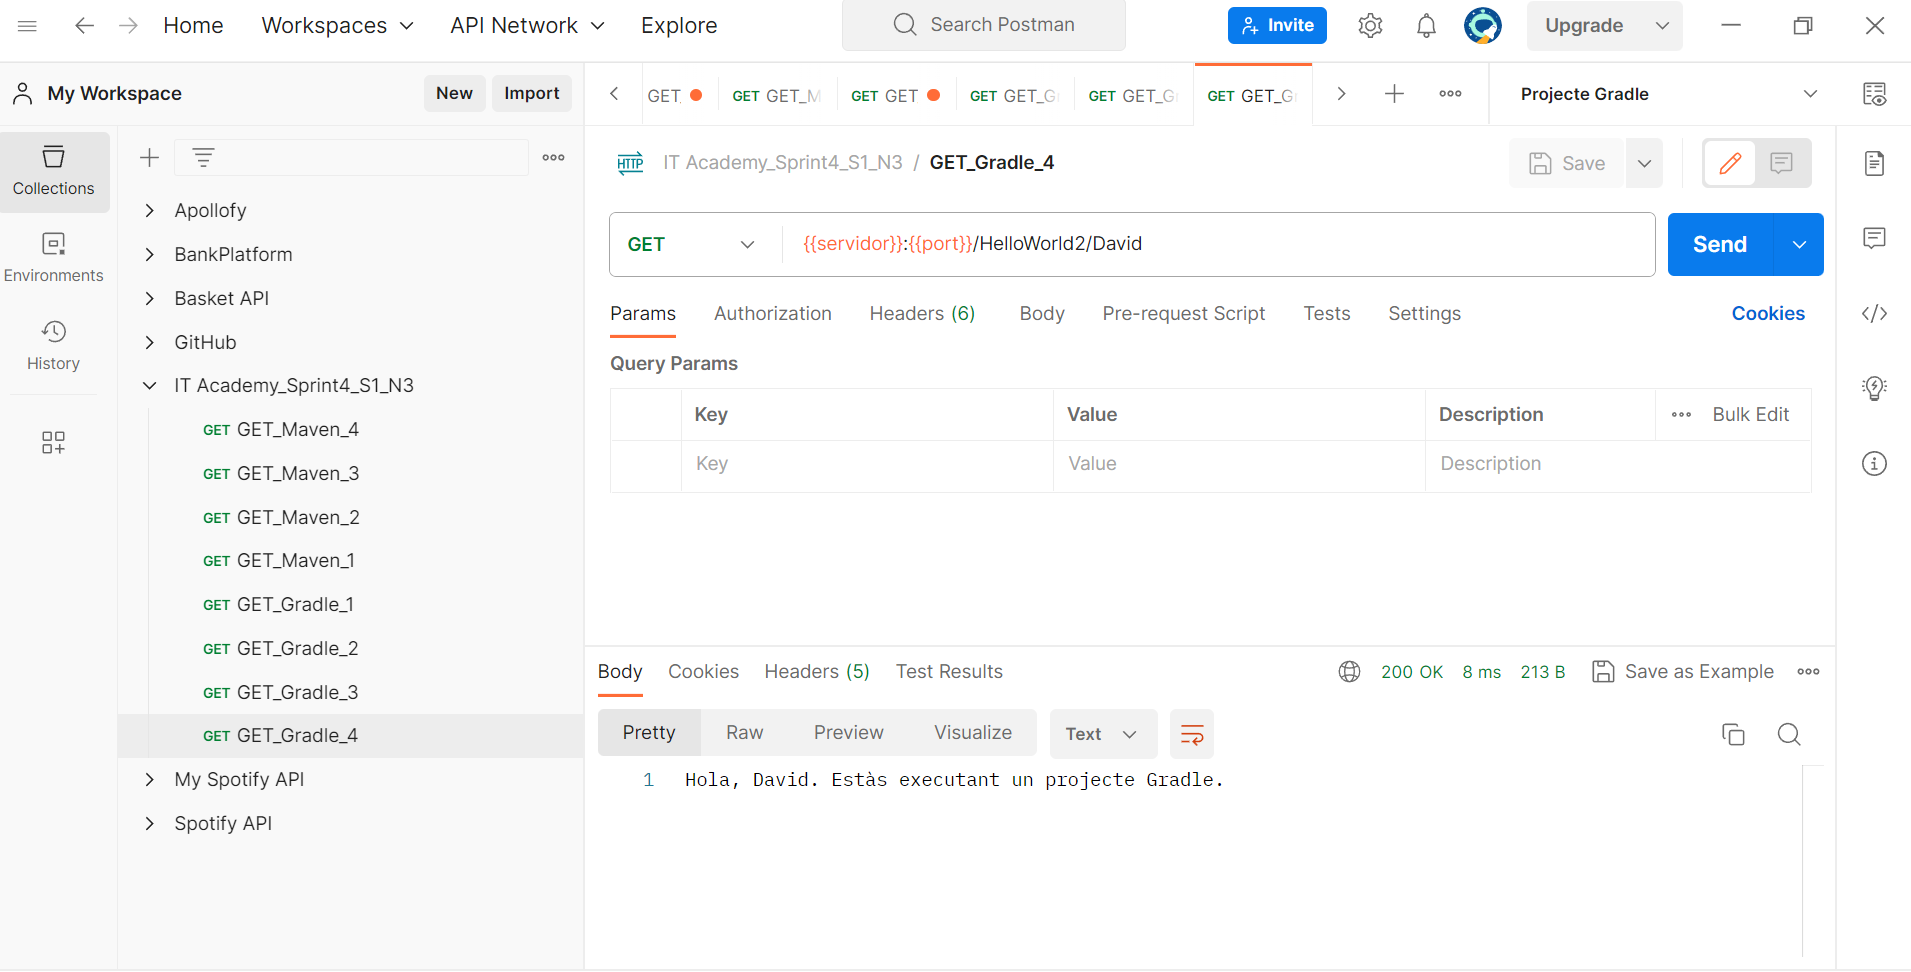 Home Workspaces API Network Explore Search Postman Invite Upgrade
My Workspace New Import
GET GET GET_M GET GET GET GET_G GET GET_G GET GET_G Projecte Gradle
Collections
Environments
History
Apollofy
BankPlatform
Basket API
GitHub
IT Academy_Sprint4_S1_N3
GET GET_Maven_4
GET GET_Maven_3
GET GET_Maven_2
GET GET_Maven_1
GET GET_Gradle_1
GET GET_Gradle_2
GET GET_Gradle_3
GET GET_Gradle_4
My Spotify API
Spotify API
HTTP IT Academy_Sprint4_S1_N3 / GET_Gradle_4 Save
GET {{servidor}}:{{port}}/HelloWorld2/David Send
Params Authorization Headers (6) Body Pre-request Script Tests Settings Cookies
Query Params
Key Value Description Bulk Edit
Key Value Description
Body Cookies Headers (5) Test Results 200 OK 8 ms 213 B Save as Example
Pretty Raw Preview Visualize Text
1 Hola, David. Estàs executant un projecte Gradle.